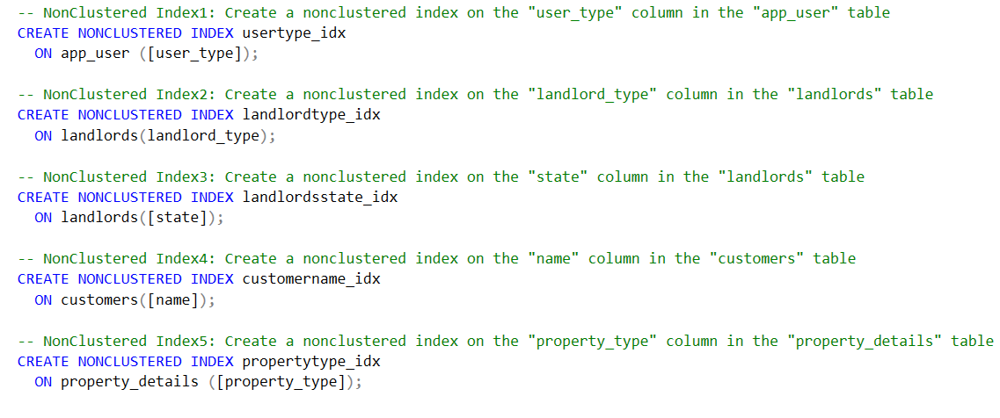 -- NonClustered Index1: Create a nonclustered index on the "user_type" column in the "app_user" table
CREATE NONCLUSTERED INDEX usertype_idx
ON app_user ([user_type]);
-- NonClustered Index2: Create a nonclustered index on the "landlord_type" column in the "landlords" table
CREATE NONCLUSTERED INDEX landlordtype_idx
ON landlords(landlord_type);
-- NonClustered Index3: Create a nonclustered index on the "state" column in the "landlords" table
CREATE NONCLUSTERED INDEX landlordsstate_idx
ON landlords([state]);
-- NonClustered Index4: Create a nonclustered index on the "name" column in the "customers" table
CREATE NONCLUSTERED INDEX customername_idx
ON customers([name]);
-- NonClustered Index5: Create a nonclustered index on the "property_type" column in the "property_details" table
CREATE NONCLUSTERED INDEX propertytype_idx
ON property_details ([property_type]);